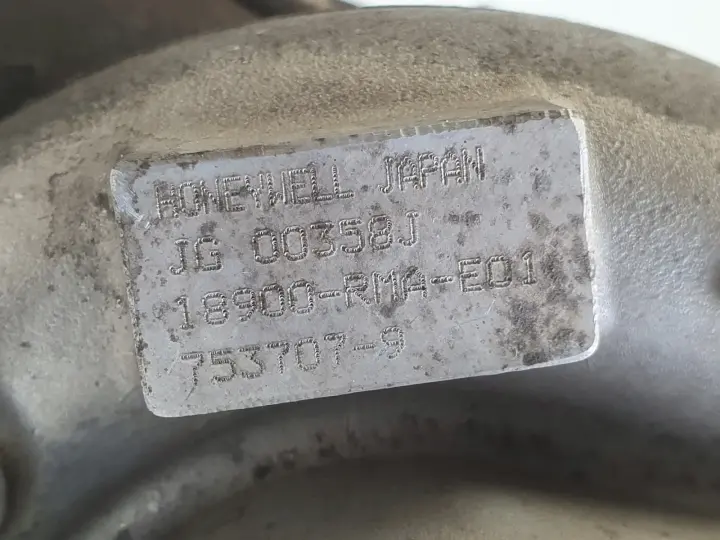 HONEYWELL JAPAN
JG 00358J
18900-RMA-E01
753707-9